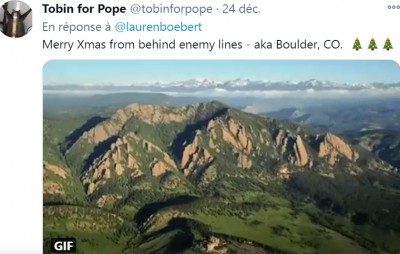 Tobin for Pope @tobinforpope · 24 déc.
En réponse à @laurenboebert
Merry Xmas from behind enemy lines - aka Boulder, CO. 🌲🌲🌲
GIF